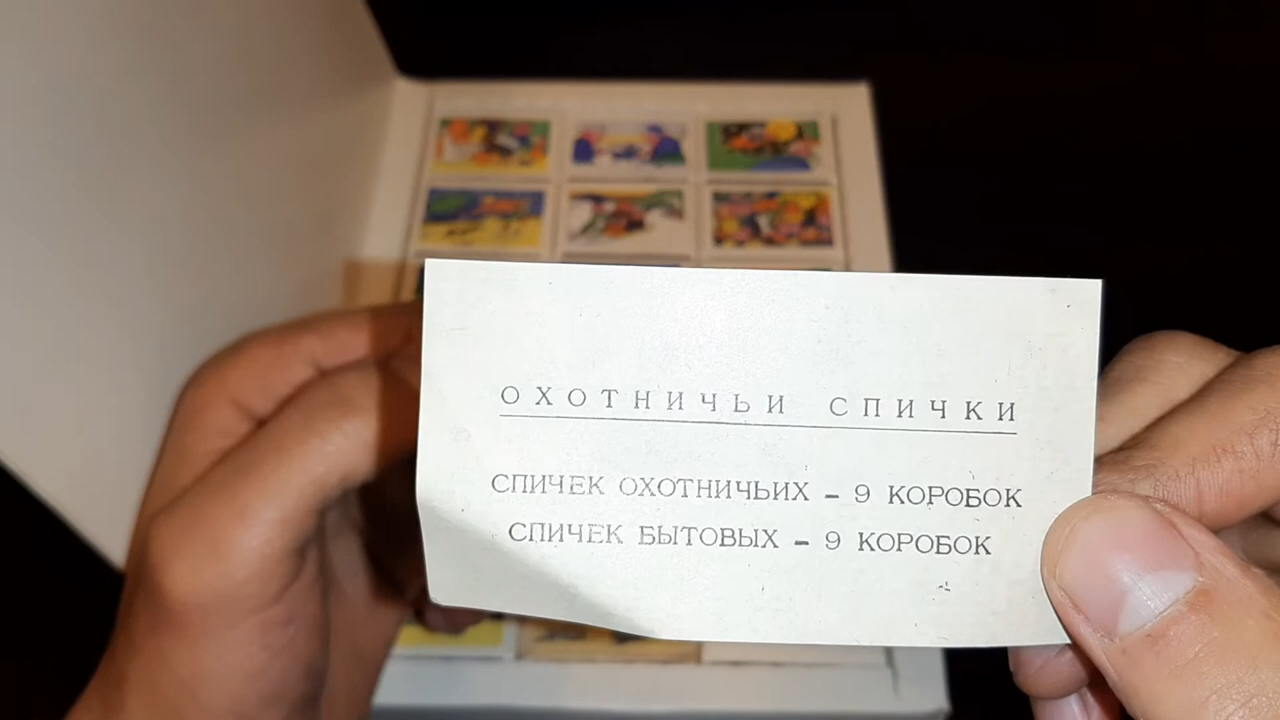 ОХОТНИЧЬИ СПИЧКИ
СПИЧЕК ОХОТНИЧЬИХ – 9 КОРОБОК
СПИЧЕК БЫТОВЫХ – 9 КОРОБОК